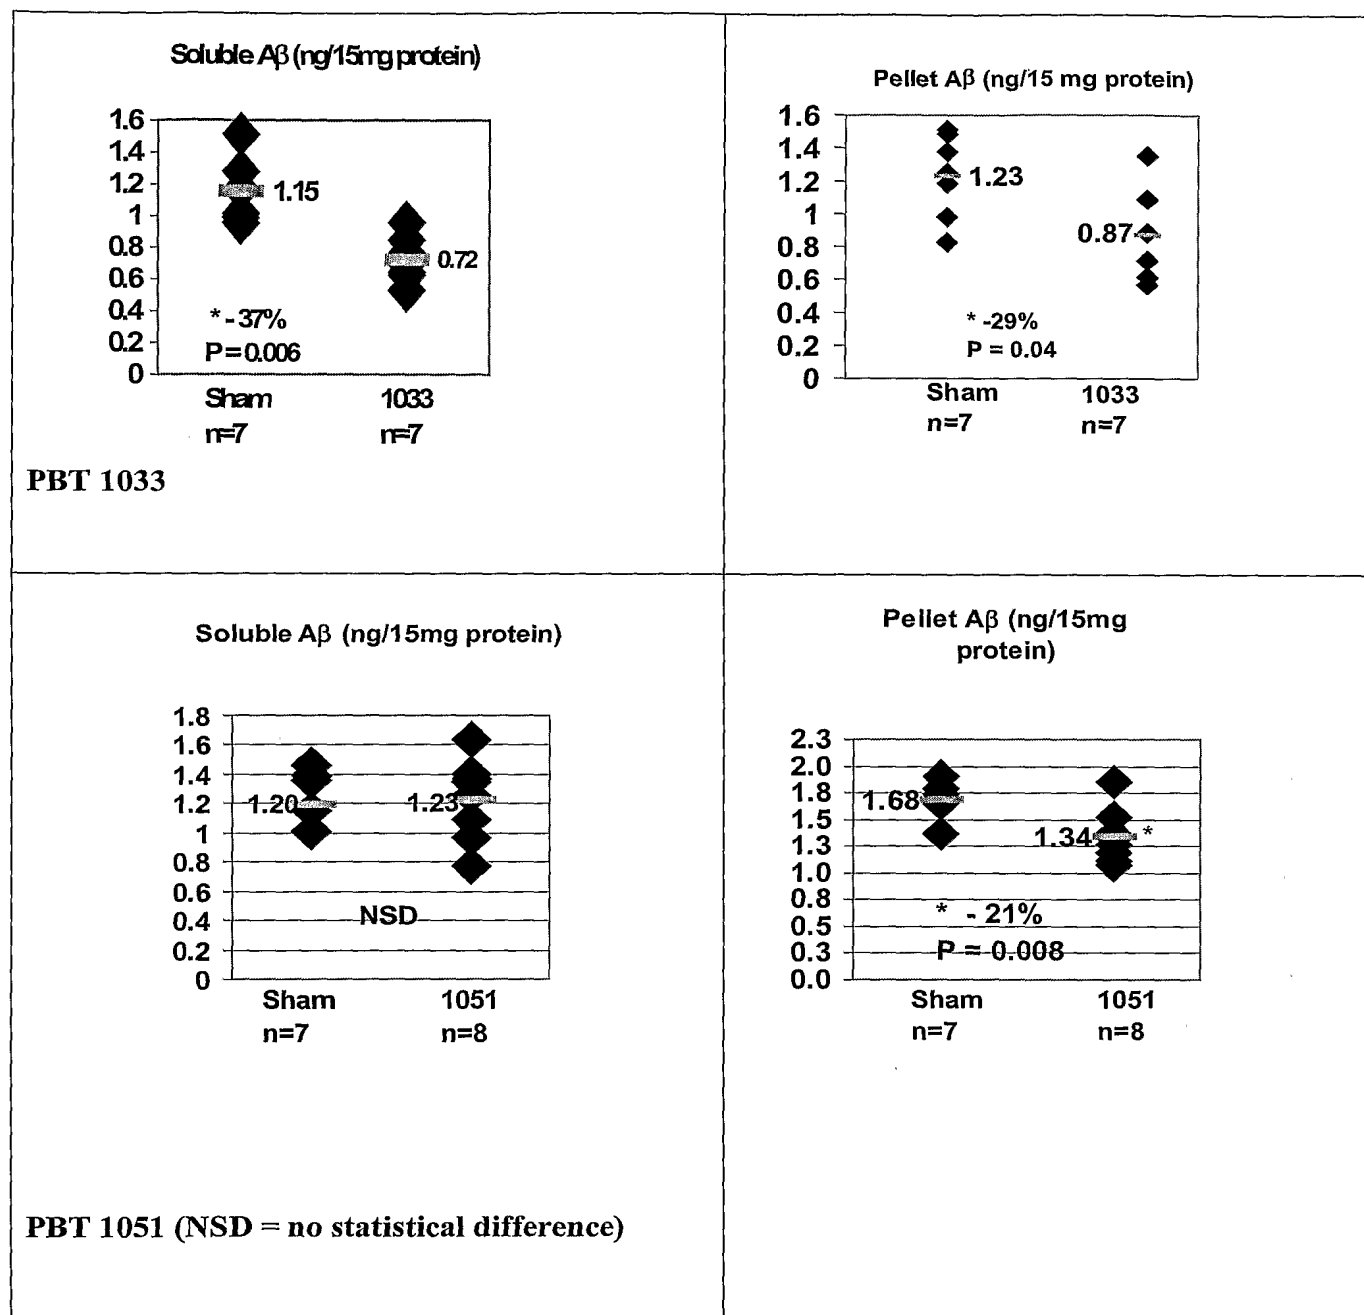 Soluble Aβ (ng/15mg protein)
1.6
1.4
1.2
1
0.8
0.6
0.4
0.2
0
1.15
0.72
* - 37%
P = 0.006
Sham
n=7
1033
n=7
PBT 1033
Pellet Aβ (ng/15 mg protein)
1.6
1.4
1.2
1
0.8
0.6
0.4
0.2
0
1.23
0.87
* -29%
P = 0.04
Sham
n=7
1033
n=7
Soluble Aβ (ng/15mg protein)
1.8
1.6
1.4
1.2
1
0.8
0.6
0.4
0.2
0
1.20
1.23
NSD
Sham
n=7
1051
n=8
PBT 1051 (NSD = no statistical difference)
Pellet Aβ (ng/15mg
protein)
2.3
2.0
1.8
1.5
1.3
1.0
0.8
0.5
0.3
0.0
1.68
1.34 *
* - 21%
P = 0.008
Sham
n=7
1051
n=8